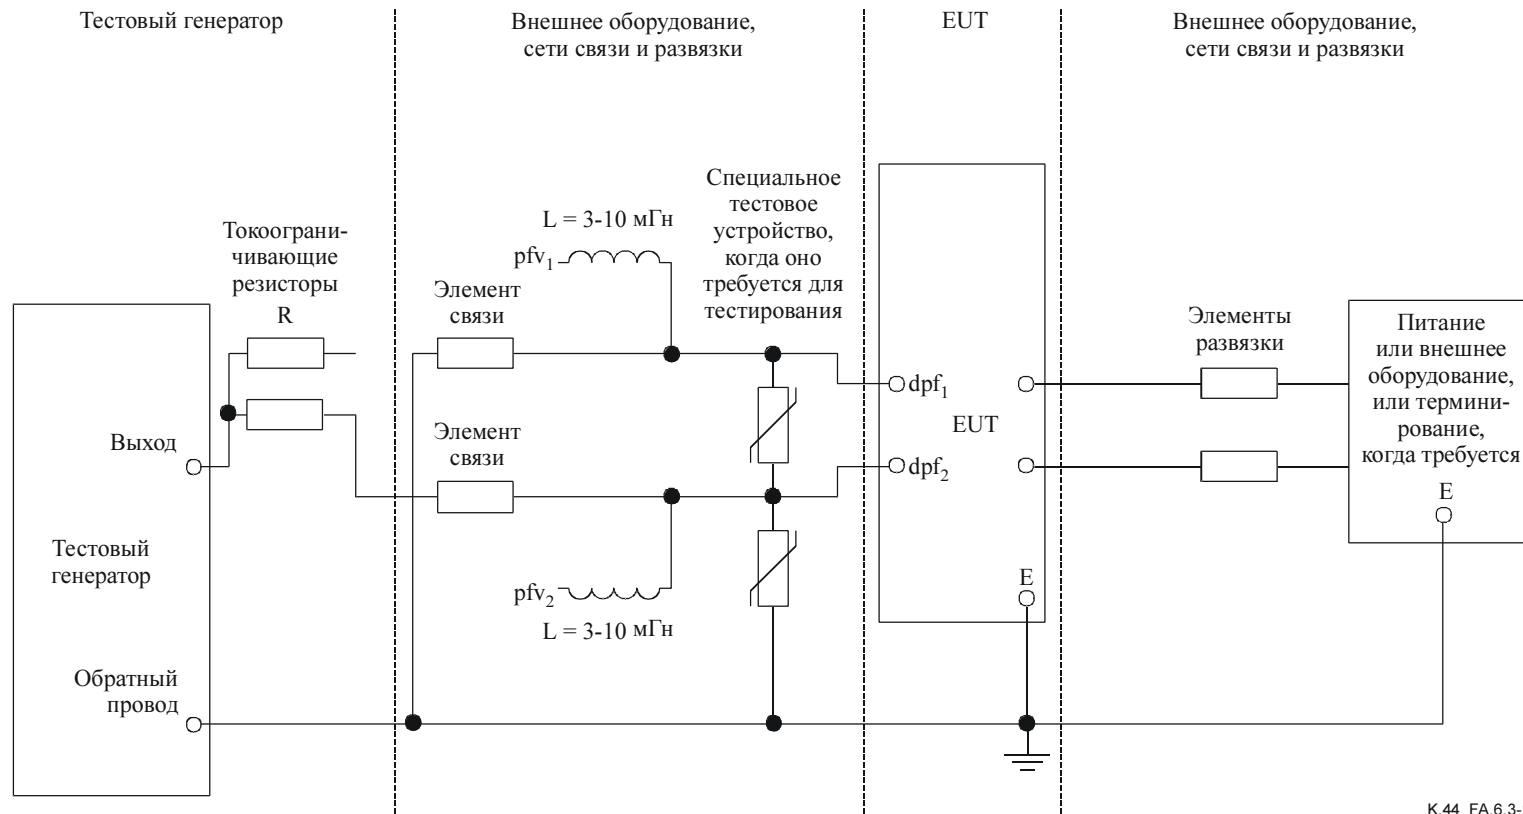 Тестовый генератор
Внешнее оборудование,
сети связи и развязки
EUT
Внешнее оборудование,
сети связи и развязки
Токоограни-
чивающие
резисторы
R
Выход
Тестовый
генератор
Обратный
провод
L = 3-10 мГн
pfv1
Элемент
связи
Элемент
связи
pfv2
L = 3-10 мГн
Специальное
тестовое
устройство,
когда оно
требуется для
тестирования
dpf1
EUT
dpf2
E
Элементы
развязки
Питание
или внешнее
оборудование,
или термини-
рование,
когда требуется
E
K.44_FA.6.3-